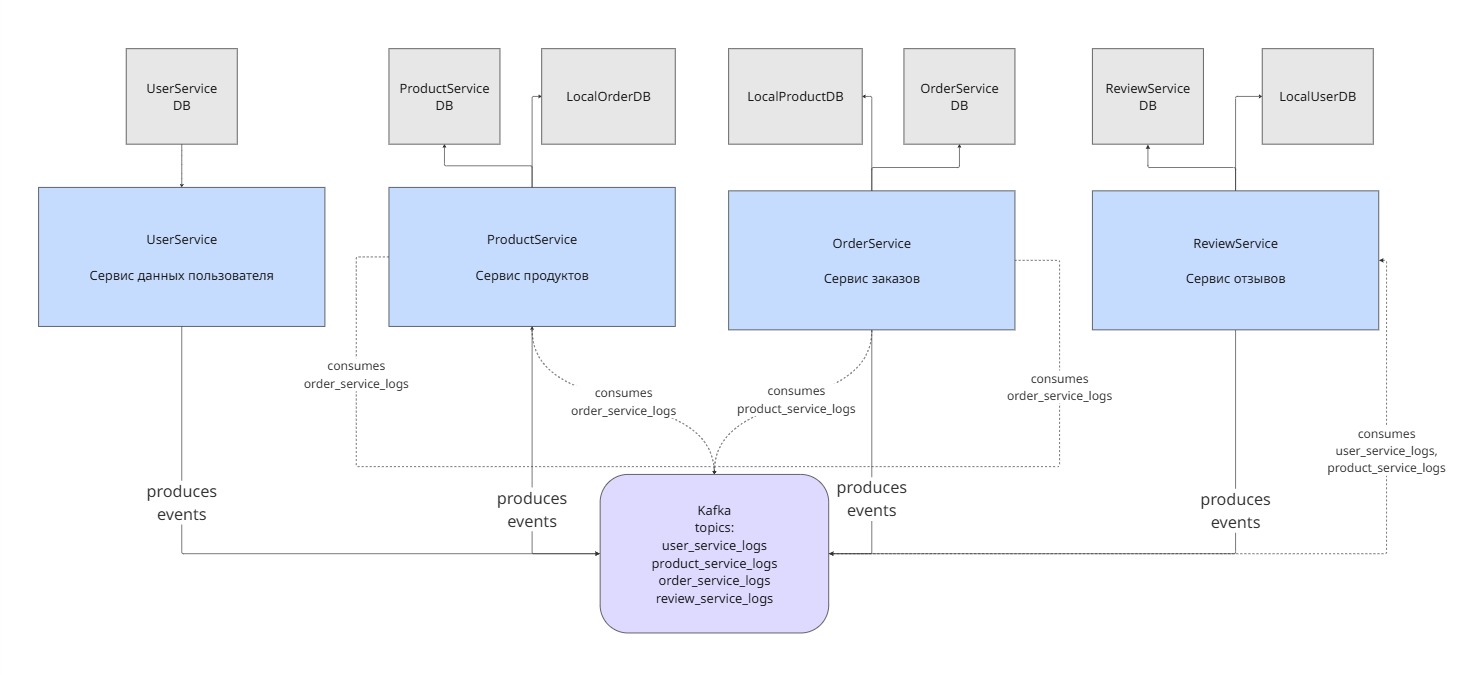 UserService
DB
ProductService
DB
LocalOrderDB
LocalProductDB
OrderService
DB
ReviewService
DB
LocalUserDB
UserService
Сервис данных пользователя
ProductService
Сервис продуктов
OrderService
Сервис заказов
ReviewService
Сервис отзывов
consumes
order_service_logs
consumes
order_service_logs
consumes
product_service_logs
consumes
order_service_logs
consumes
user_service_logs,
product_service_logs
produces
events
produces
events
produces
events
produces
events
Kafka
topics:
user_service_logs
product_service_logs
order_service_logs
review_service_logs